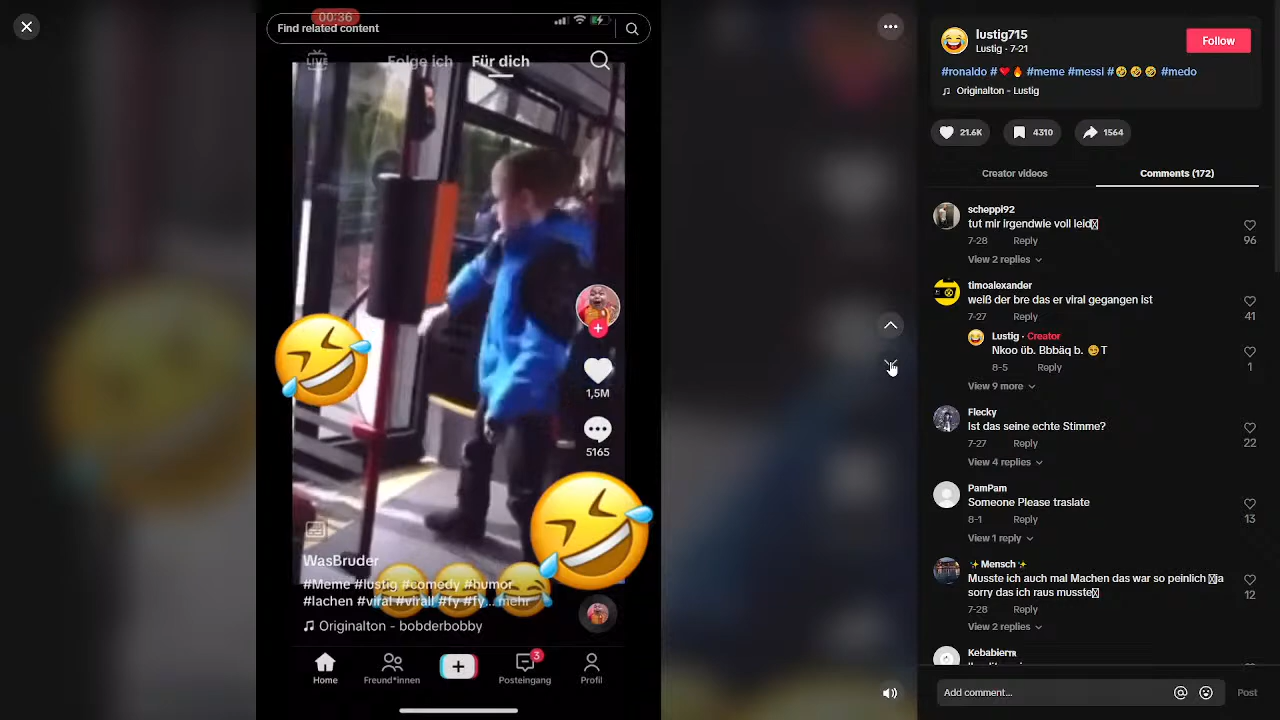 00:36
Find related content
LIVE
Folge ich
Für dich
1,5M
5165
WasBruder
#Meme #lustig #comedy #humor
#lachen #viral #virall #fy #fy... mehr
Originalton - bobderbobby
Home
Freund*innen
3
Posteingang
Profil
lustig715
Lustig · 7-21
Follow
#ronaldo #❤️🔥 #meme #messi #🤣🤣🤣 #medo
Originalton - Lustig
21.6K
4310
1564
Creator videos
Comments (172)
scheppi92
tut mir irgendwie voll leid
7-28 Reply
96
View 2 replies
timoalexander
weiß der bre das er viral gegangen ist
7-27 Reply
41
Lustig · Creator
Nkoo üb. Bbbäq b. 😏T
8-5 Reply
1
View 9 more
Flecky
Ist das seine echte Stimme?
7-27 Reply
22
View 4 replies
PamPam
Someone Please traslate
8-1 Reply
13
View 1 reply
✨Mensch✨
Musste ich auch mal Machen das war so peinlich ja
sorry das ich raus musste
7-28 Reply
12
View 2 replies
Kebabierm
Add comment...
Post